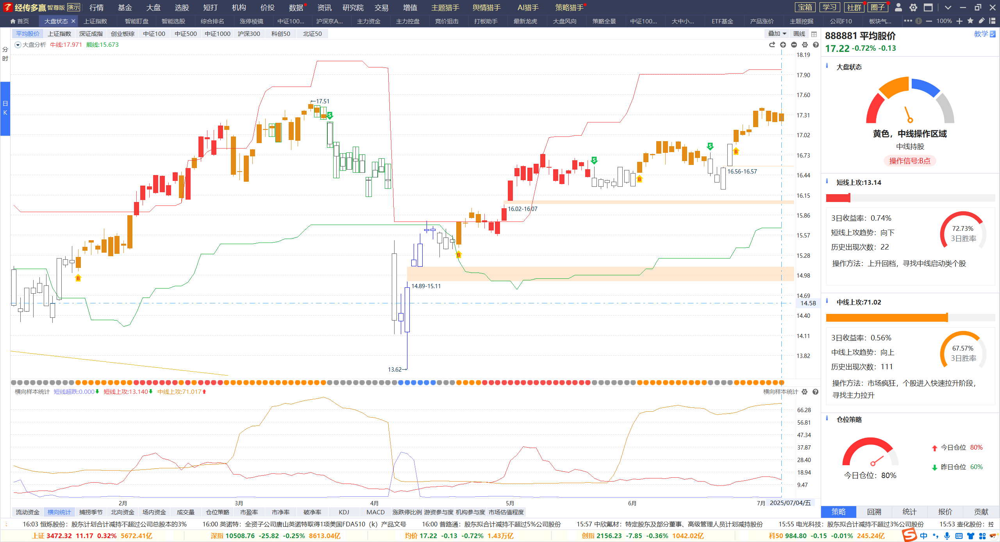 经传多赢 智尊版 演示 行情 基金 大盘 选股 短打 机构 价投 数据 资讯 研究院 交易 增值 主题猎手 舆情猎手 AI猎手 策略猎手 宝箱 学习 社群 圈子
首页 大盘状态 上证指数 智能盯盘 智能选股 综合排名 涨停棱镜 中证100... 沪深京A... 主力资金 主力控盘 竞价狙击 打板助手 最新龙虎 大盘风向 策略全景 中证100... 大中小... ETF基金 产品涨价 主题挖掘 公司F10 板块气... 100%
平均股价 上证指数 深证成指 创业板综 中证100 中证500 中证1000 沪深300 科创50 北证50 叠加 画线
大盘分析 牛线:17.971 熊线:15.673
分时
日K
18.19
17.90
17.60
17.31
17.02
16.73
16.44
16.15
15.86
15.57
15.28
14.98
14.69
14.58
14.40
14.11
13.82
←17.51
S
S
S
B
B
B
B
16.56-16.57
16.02-16.07
14.89-15.11
13.62→
横向样本统计 短线超跌:0.000 短线上攻:13.140 中线上攻:71.017 横向样本统计
66.28
56.81
47.34
37.87
28.40
18.94
9.47
2月 3月 4月 5月 6月 7月 2025/07/04/五
流动资金 横向统计 捕捞季节 北向资金 场内资金 成交量 仓位策略 市盈率 市净率 破净率 KDJ MACD 涨跌停比例 游资参与度 机构参与度 市场估值程度
888881 平均股价 教学
17.22 -0.72% -0.13
大盘状态
黄色，中线操作区域
中线持股
操作信号:B点
短线上攻:13.14
3日收益率：0.74%
短线上攻趋势：向下
历史出现次数：22
72.73%
3日胜率
操作方法：上升回档，寻找中线启动类个股
中线上攻:71.02
3日收益率：0.56%
中线上攻趋势：向上
历史出现次数：111
67.57%
3日胜率
操作方法：市场疯狂，个股进入快速拉升阶段，
寻找主力拉升
仓位策略
今日仓位：80%
今日仓位 80%
昨日仓位 60%
策略 回溯 统计 报价 贡献
16:03 恒烁股份：股东计划合计减持不超过公司总股本的3% 16:00 英诺特：全资子公司唐山英诺特取得1项美国FDA510（k）产品文号 16:00 普路通：股东拟合计减持不超过5%公司股份 15:57 中欣氟材：特定股东及部分董事、高级管理人员计划减持股份 15:55 电光科技：股东拟合计减持不超过3%公司股份 15:53 壶化股份：控
上证 3472.32 11.17 0.32% 5672.41亿 深指 10508.76 -25.82 -0.25% 8613.04亿 均价 17.22 -0.13 -0.72% 1.43万亿 创指 2156.23 -7.85 -0.36% 1042.02亿 科50 984.80 -0.15 -0.01% 245.24亿 中